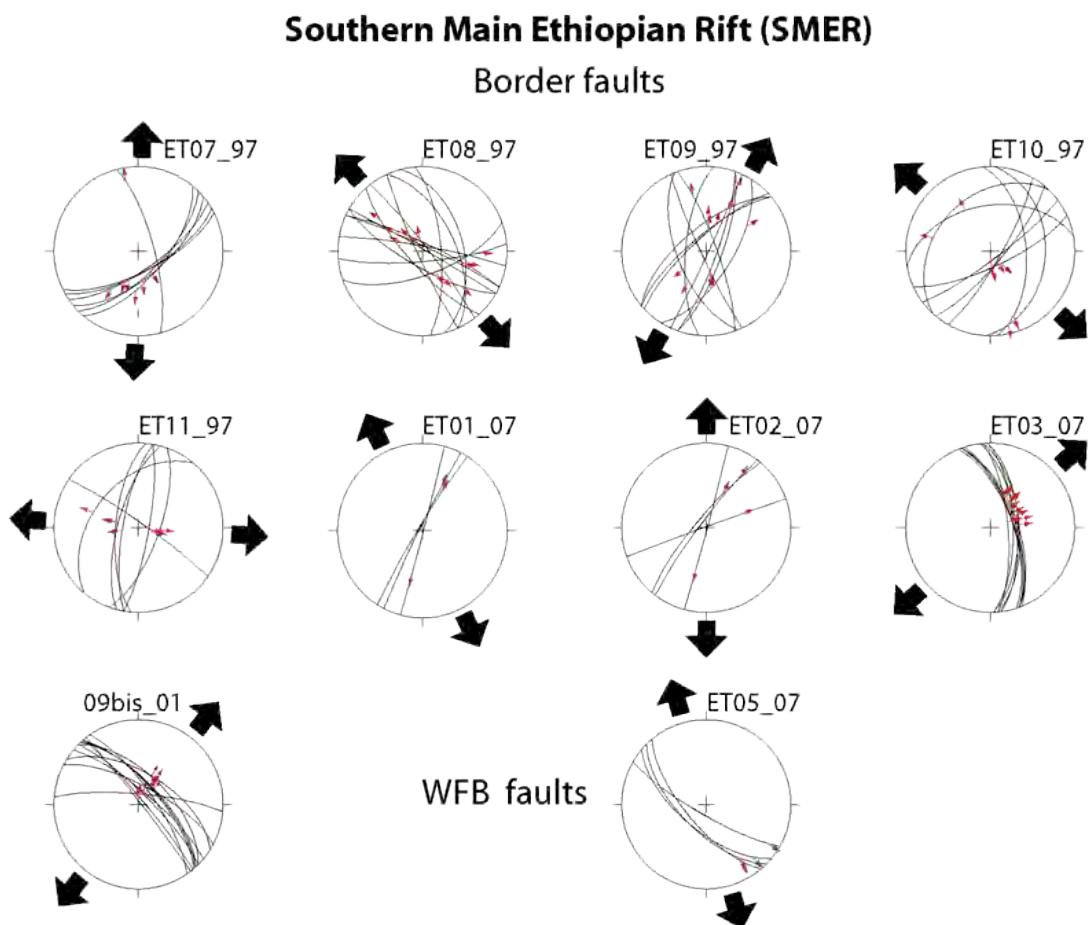 Southern Main Ethiopian Rift (SMER)
Border faults
ET07_97
ET08_97
ET09_97
ET10_97
ET11_97
ET01_07
ET02_07
ET03_07
09bis_01
ET05_07
WFB faults